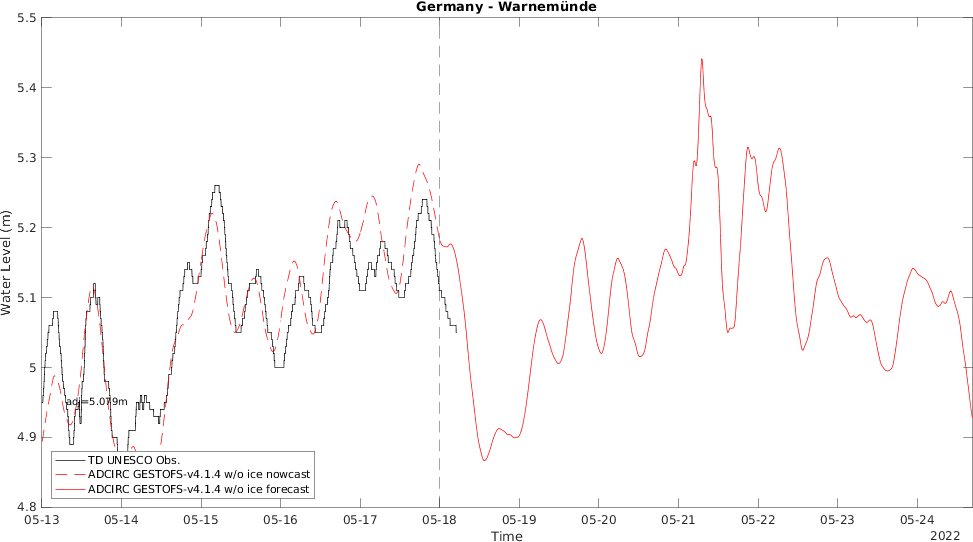 Germany - Warnemünde
5.5
5.4
5.3
5.2
5.1
5
4.9
4.8
Water Level (m)
adj=5.079m
TD UNESCO Obs.
ADCIRC GESTOFS-v4.1.4 w/o ice nowcast
ADCIRC GESTOFS-v4.1.4 w/o ice forecast
05-13 05-14 05-15 05-16 05-17 05-18 05-19 05-20 05-21 05-22 05-23 05-24
Time
2022